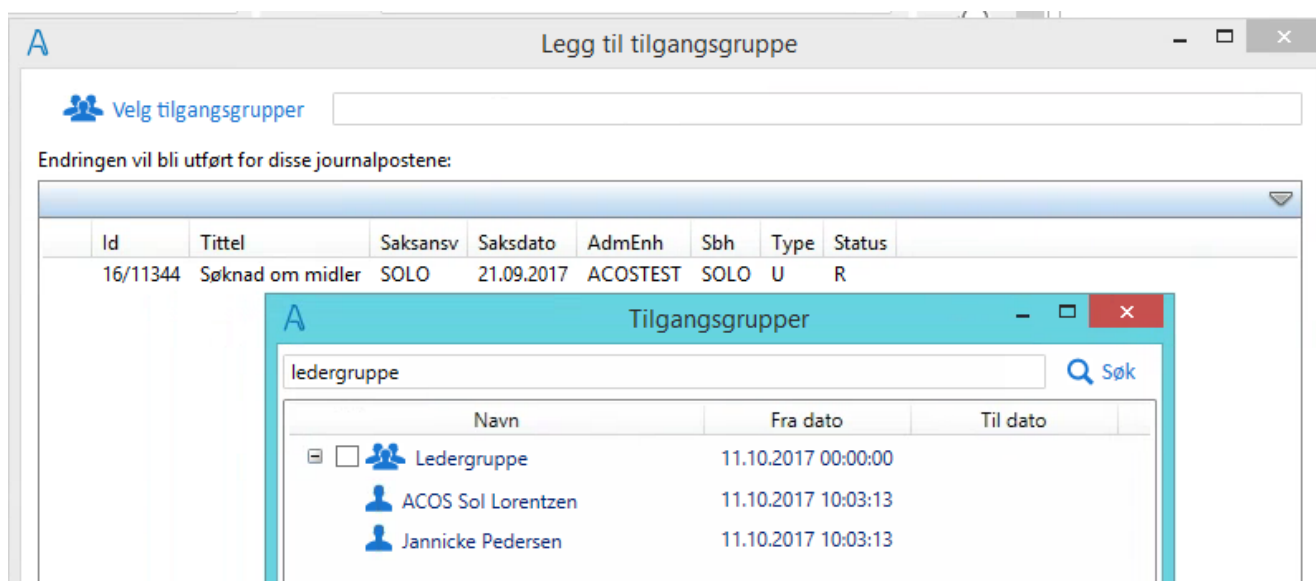 Legg til tilgangsgruppe
Velg tilgangsgrupper
Endringen vil bli utført for disse journalpostene:
Id Tittel Saksansv Saksdato AdmEnh Sbh Type Status
16/11344 Søknad om midler SOLO 21.09.2017 ACOSTEST SOLO U R
Tilgangsgrupper
ledergruppe Søk
Navn Fra dato Til dato
Ledergruppe 11.10.2017 00:00:00
ACOS Sol Lorentzen 11.10.2017 10:03:13
Jannicke Pedersen 11.10.2017 10:03:13